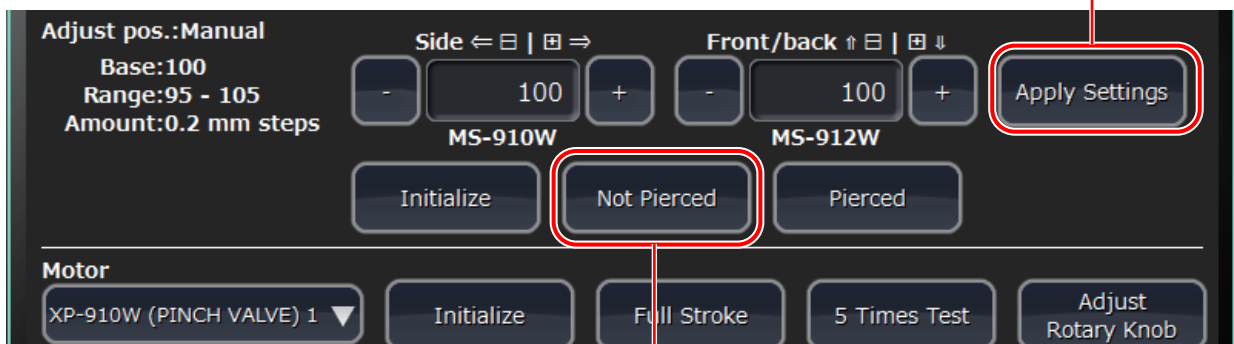 Adjust pos.:Manual
Side ⇐ ⊟ | ⊞ ⇒
Front/back ⇑ ⊟ | ⊞ ⇓
Base:100
Range:95 - 105
Amount:0.2 mm steps
- 100 +
- 100 +
Apply Settings
MS-910W
MS-912W
Initialize
Not Pierced
Pierced
Motor
XP-910W (PINCH VALVE) 1 ▼
Initialize
Full Stroke
5 Times Test
Adjust
Rotary Knob